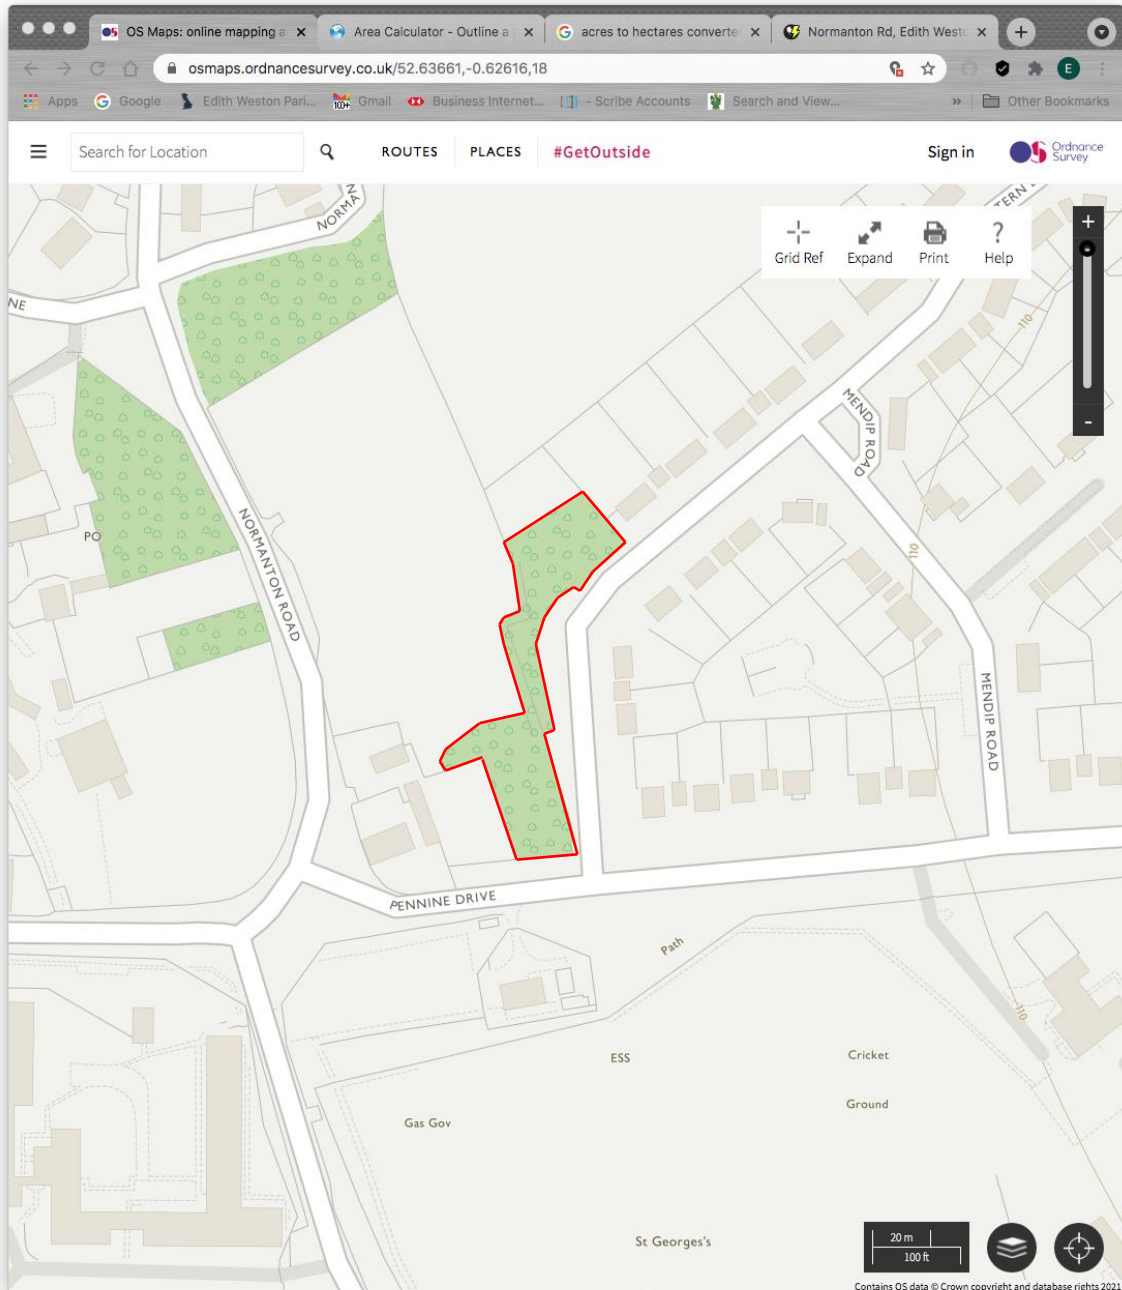 OS Maps: online mapping a
Area Calculator - Outline a
acres to hectares converte
Normanton Rd, Edith Westo
osmaps.ordnancesurvey.co.uk/52.63661,-0.62616,18
E
Apps
Google
Edith Weston Pari...
100+
Gmail
Business Internet...
- Scribe Accounts
Search and View...
»
Other Bookmarks
Search for Location
ROUTES
PLACES
#GetOutside
Sign in
OS
Ordnance
Survey
NORMAN
TERN
Grid Ref
Expand
Print
? Help
+
-
NE
110
MENDIP ROAD
PO
NORMANTON ROAD
110
MENDIP ROAD
PENNINE DRIVE
Path
110
ESS
Cricket
Ground
Gas Gov
St Georges's
20 m
100 ft
Contains OS data © Crown copyright and database rights 2021